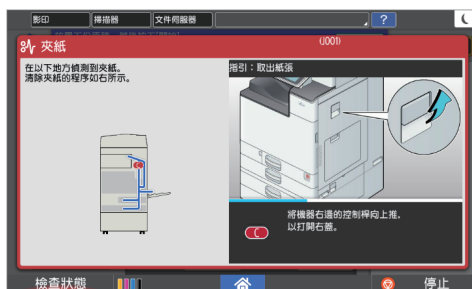 影印
掃描器
文件伺服器
?
夾紙
(J001)
在以下地方偵測到夾紙。
清除夾紙的程序如右所示。
指引：取出紙張
C
C
將機器右邊的控制桿向上推，
以打開右蓋。
檢查狀態
停止